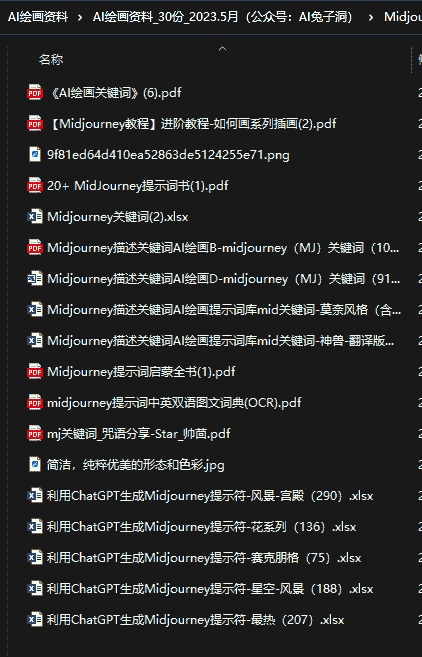 AI绘画资料 > AI绘画资料_30份_2023.5月（公众号：AI兔子洞） > Midjou
名称
《AI绘画关键词》(6).pdf
【Midjourney教程】进阶教程-如何画系列插画(2).pdf
9f81ed64d410ea52863de5124255e71.png
20+ MidJourney提示词书(1).pdf
Midjourney关键词(2).xlsx
Midjourney描述关键词AI绘画B-midjourney（MJ）关键词（10...
Midjourney描述关键词AI绘画D-midjourney（MJ）关键词（91...
Midjourney描述关键词AI绘画提示词库mid关键词-莫奈风格（含...
Midjourney描述关键词AI绘画提示词库mid关键词-神兽-翻译版...
Midjourney提示词启蒙全书(1).pdf
midjourney提示词中英双语图文词典(OCR).pdf
mj关键词_咒语分享-Star_帅茴.pdf
简洁，纯粹优美的形态和色彩.jpg
利用ChatGPT生成Midjourney提示符-风景-宫殿（290）.xlsx
利用ChatGPT生成Midjourney提示符-花系列（136）.xlsx
利用ChatGPT生成Midjourney提示符-赛克朋格（75）.xlsx
利用ChatGPT生成Midjourney提示符-星空-风景（188）.xlsx
利用ChatGPT生成Midjourney提示符-最热（207）.xlsx